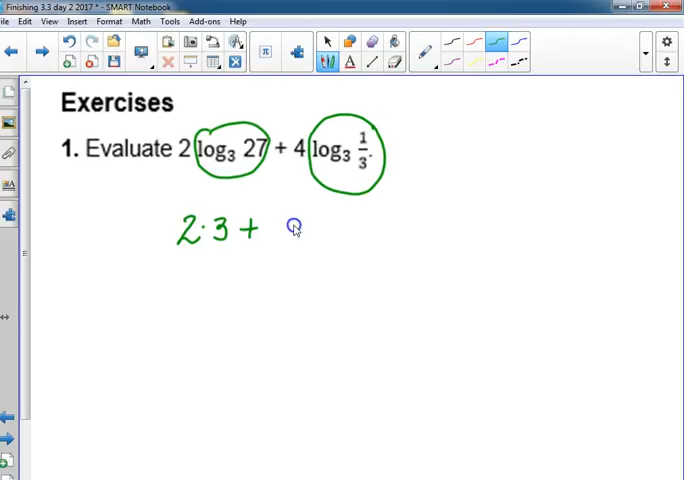 Finishing 3.3 day 2 2017 * - SMART Notebook
File Edit View Insert Format Math Tools Add-ons Help
Exercises
1. Evaluate 2 log₃ 27 + 4 log₃ 1/3.
2·3 +